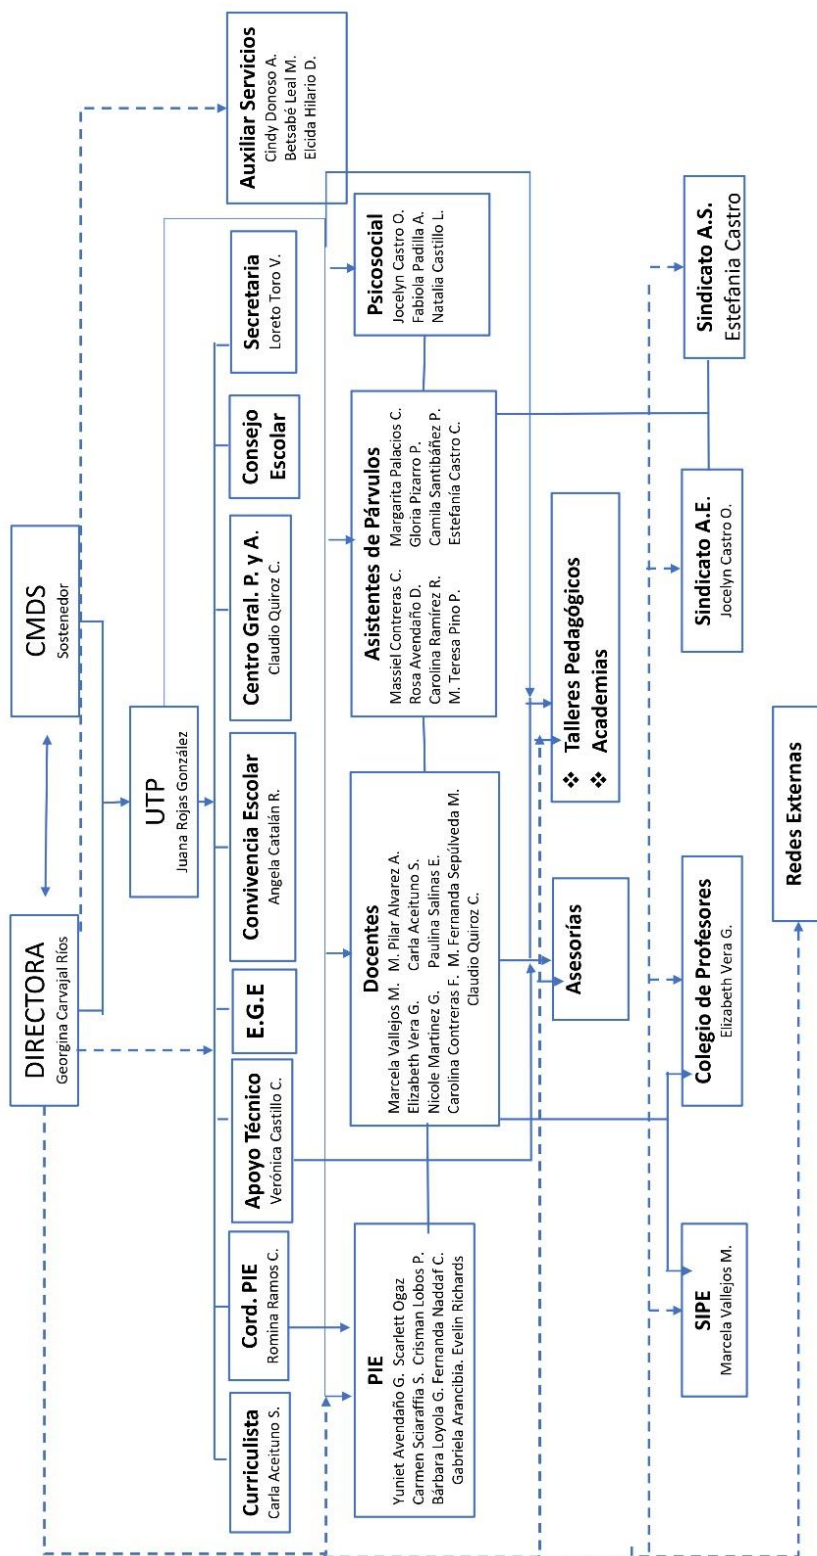 DIRECTORA
Georgina Carvajal Ríos
CMDS
Sostenedor
UTP
Juana Rojas González
Auxiliar Servicios
Cindy Donoso A.
Betsabé Leal M.
Elcida Hilario D.
Curriculista
Carla Aceituno S.
Cord. PIE
Romina Ramos C.
Apoyo Técnico
Verónica Castillo C.
E.G.E
Convivencia Escolar
Angela Catalán R.
Centro Gral. P. y A.
Claudio Quiroz C.
Consejo
Escolar
Secretaria
Loreto Toro V.
PIE
Yuniet Avendaño G. Scarlett Ogaz
Carmen Sciaraffia S. Crisman Lobos P.
Bárbara Loyola G. Fernanda Naddaf C.
Gabriela Arancibia. Evelin Richards
Docentes
Marcela Vallejos M. M. Pilar Alvarez A.
Elizabeth Vera G. Carla Aceituno S.
Nicole Martinez G. Paulina Salinas E.
Carolina Contreras F. M. Fernanda Sepúlveda M.
Claudio Quiroz C.
Asistentes de Párvulos
Massiel Contreras C. Margarita Palacios C.
Rosa Avendaño D. Gloria Pizarro P.
Carolina Ramírez R. Camila Santibáñez P.
M. Teresa Pino P. Estefanía Castro C.
Psicosocial
Jocelyn Castro O.
Fabiola Padilla A.
Natalia Castillo L.
Asesorías
❖ Talleres Pedagógicos
❖ Academias
SIPE
Marcela Vallejos M.
Colegio de Profesores
Elizabeth Vera G.
Sindicato A.E.
Jocelyn Castro O.
Sindicato A.S.
Estefania Castro
Redes Externas